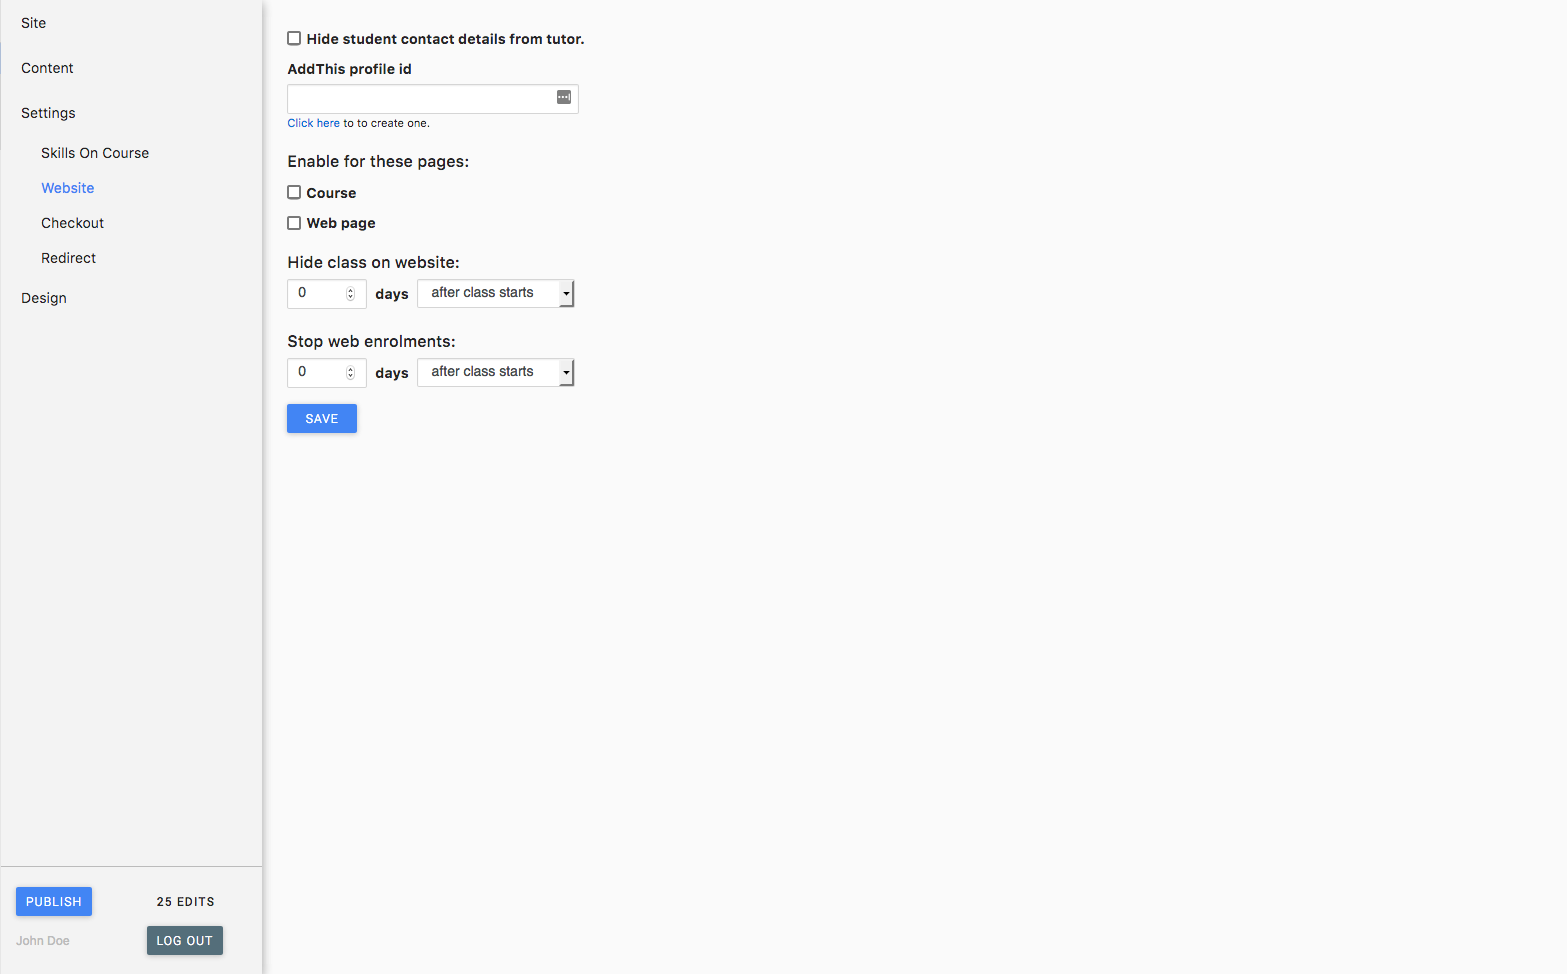 Site
Content
Settings
Skills On Course
Website
Checkout
Redirect
Design
PUBLISH
25 EDITS
John Doe
LOG OUT
Hide student contact details from tutor.
AddThis profile id
Click here to to create one.
Enable for these pages:
Course
Web page
Hide class on website:
0 days after class starts
Stop web enrolments:
0 days after class starts
SAVE